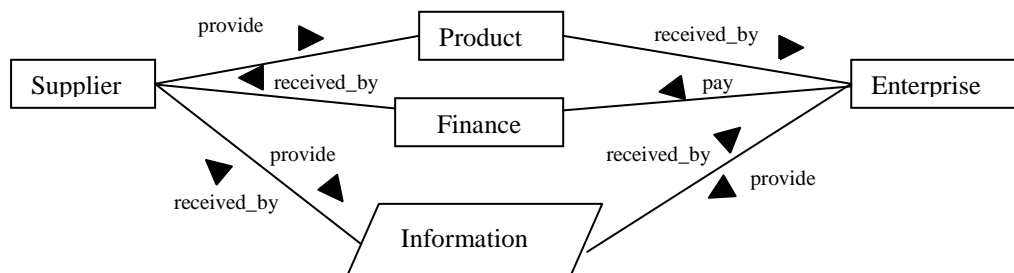 provide
Product
received_by
Supplier
received_by
pay
Enterprise
Finance
provide
received_by
received_by
provide
Information